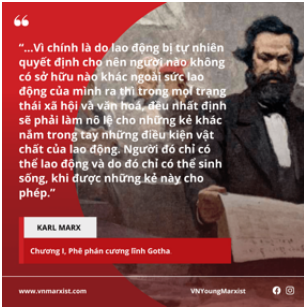 “...Vì chính là do lao động bị tự nhiên
quyết định cho nên người nào không
có sở hữu nào khác ngoài sức lao
động của mình ra thì trong mọi trạng
thái xã hội và văn hoá, đều nhất định
sẽ phải làm nô lệ cho những kẻ khác
nắm trong tay những điều kiện vật
chất của lao động. Người đó chỉ có
thể lao động và do đó chỉ có thể sinh
sống, khi được những kẻ này cho
phép.”
KARL MARX
Chương I, Phê phán cương lĩnh Gotha.
www.vnmarxist.com
VNYoungMarxist